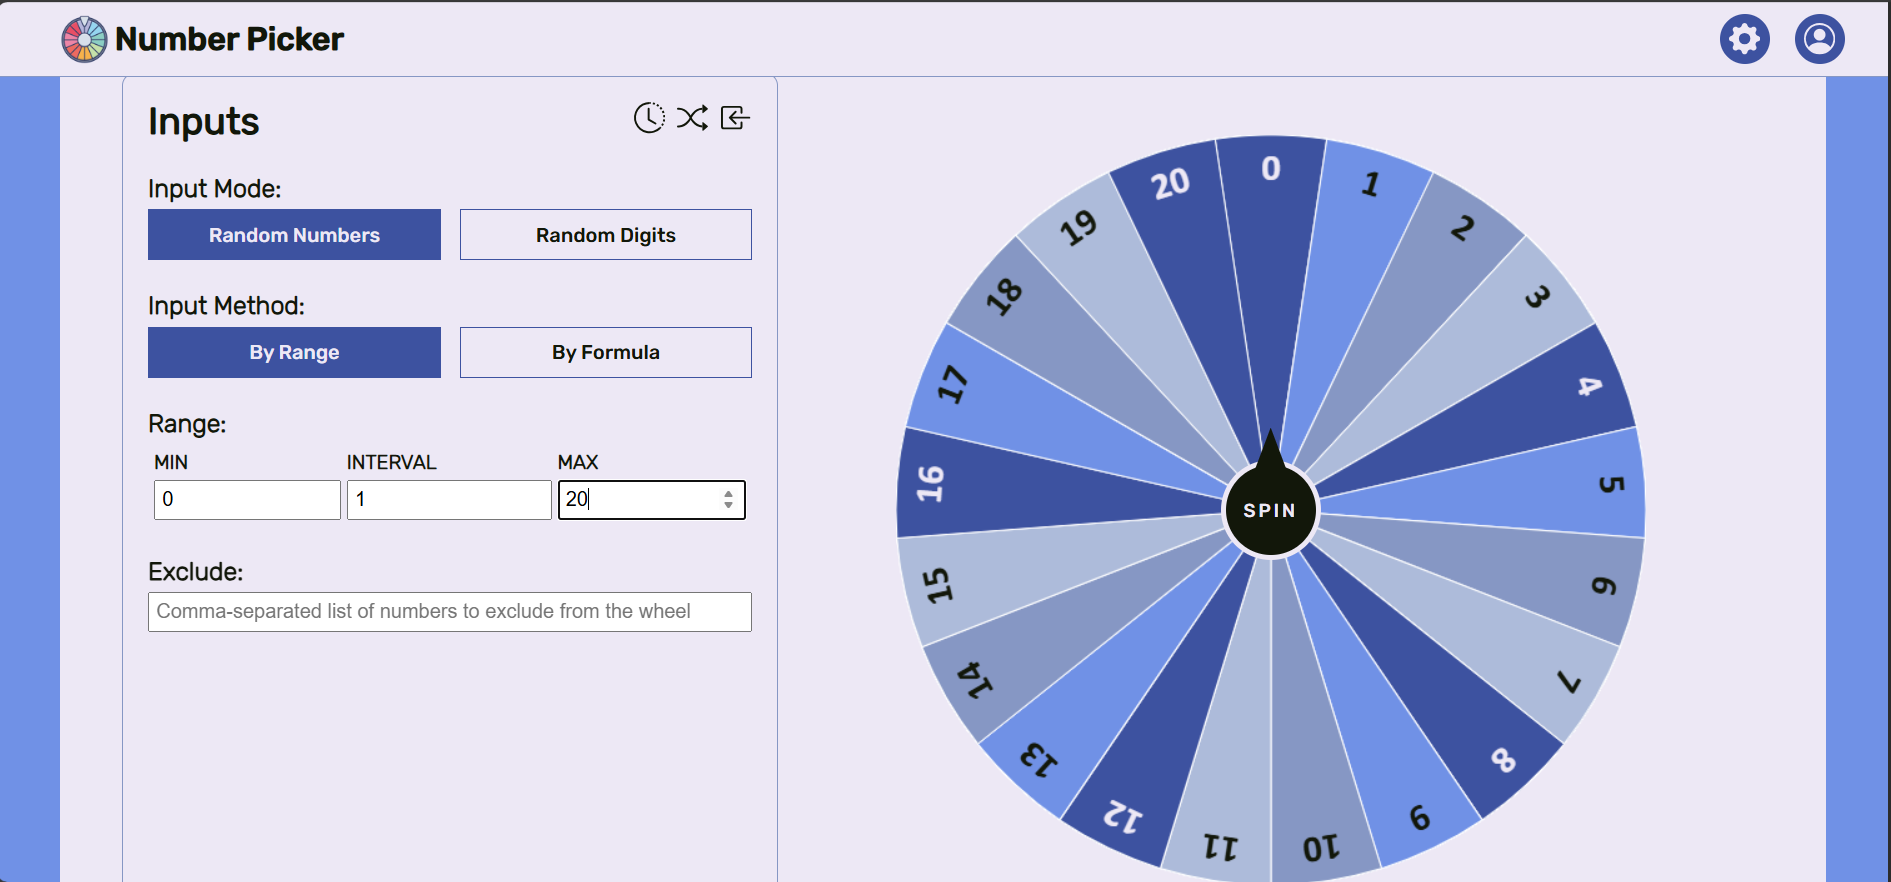 Number Picker
Inputs
Input Mode:
Random Numbers Random Digits
Input Method:
By Range By Formula
Range:
MIN INTERVAL MAX
0 1 20
Exclude:
Comma-separated list of numbers to exclude from the wheel
0
1
2
3
4
5
6
7
8
9
10
11
12
13
14
15
16
17
18
19
20
SPIN